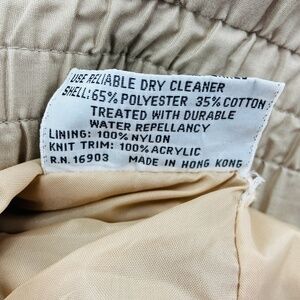 USE RELIABLE DRY CLEANER
SHELL: 65% POLYESTER 35% COTTON
TREATED WITH DURABLE
WATER REPELLANCY
LINING: 100% NYLON
KNIT TRIM: 100% ACRYLIC
R.N. 16903 MADE IN HONG KONG